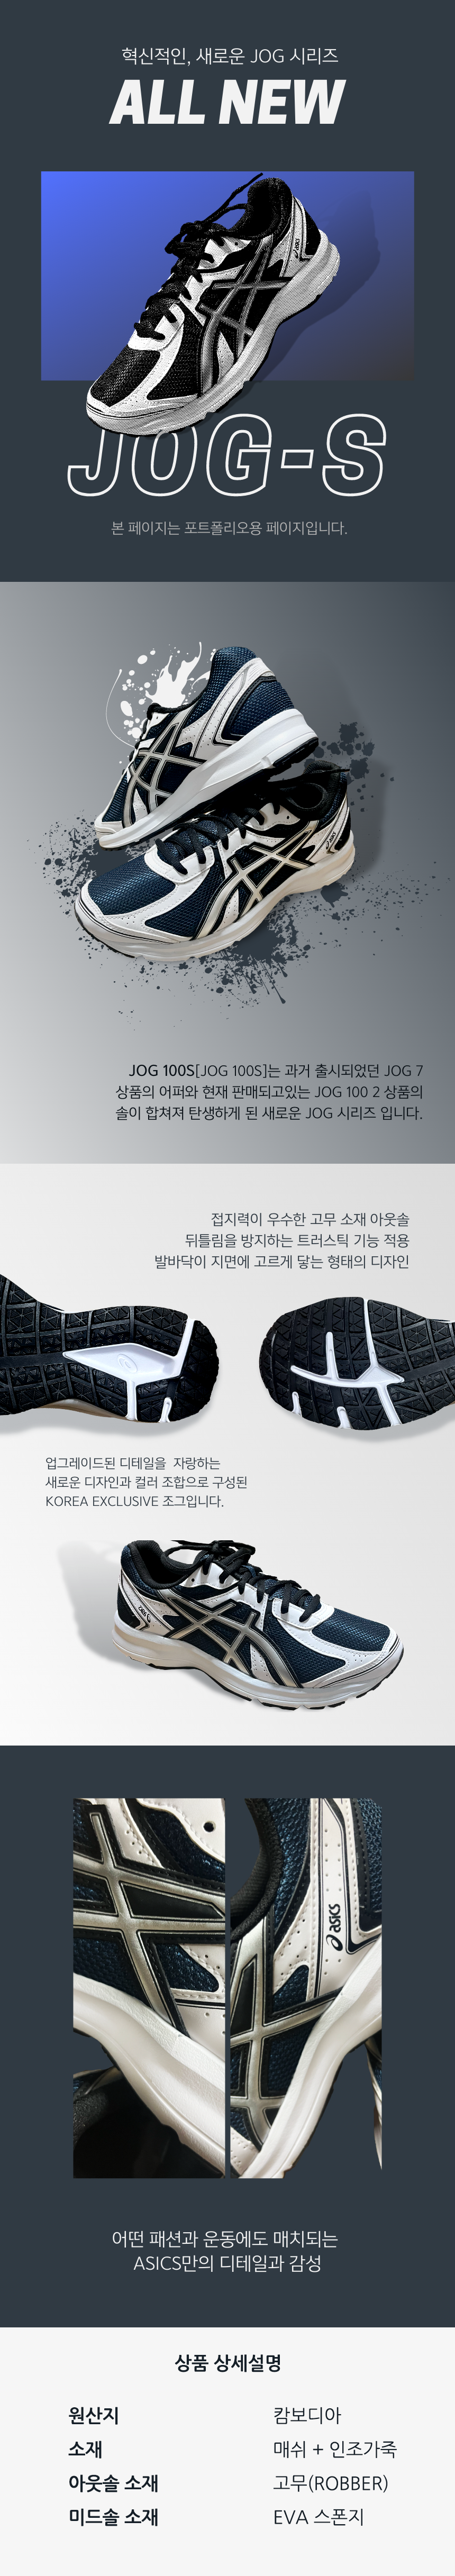 혁신적인, 새로운 JOG 시리즈
ALL NEW
asics
JOG-S
본 페이지는 포트폴리오용 페이지입니다.
asics
JOG 100S[JOG 100S]는 과거 출시되었던 JOG 7
상품의 어퍼와 현재 판매되고있는 JOG 100 2 상품의
솔이 합쳐져 탄생하게 된 새로운 JOG 시리즈 입니다.
접지력이 우수한 고무 소재 아웃솔
뒤틀림을 방지하는 트러스틱 기능 적용
발바닥이 지면에 고르게 닿는 형태의 디자인
업그레이드된 디테일을 자랑하는
새로운 디자인과 컬러 조합으로 구성된
KOREA EXCLUSIVE 조그입니다.
asics
asics
어떤 패션과 운동에도 매치되는
ASICS만의 디테일과 감성
상품 상세설명
원산지 캄보디아
소재 매쉬 + 인조가죽
아웃솔 소재 고무(ROBBER)
미드솔 소재 EVA 스폰지